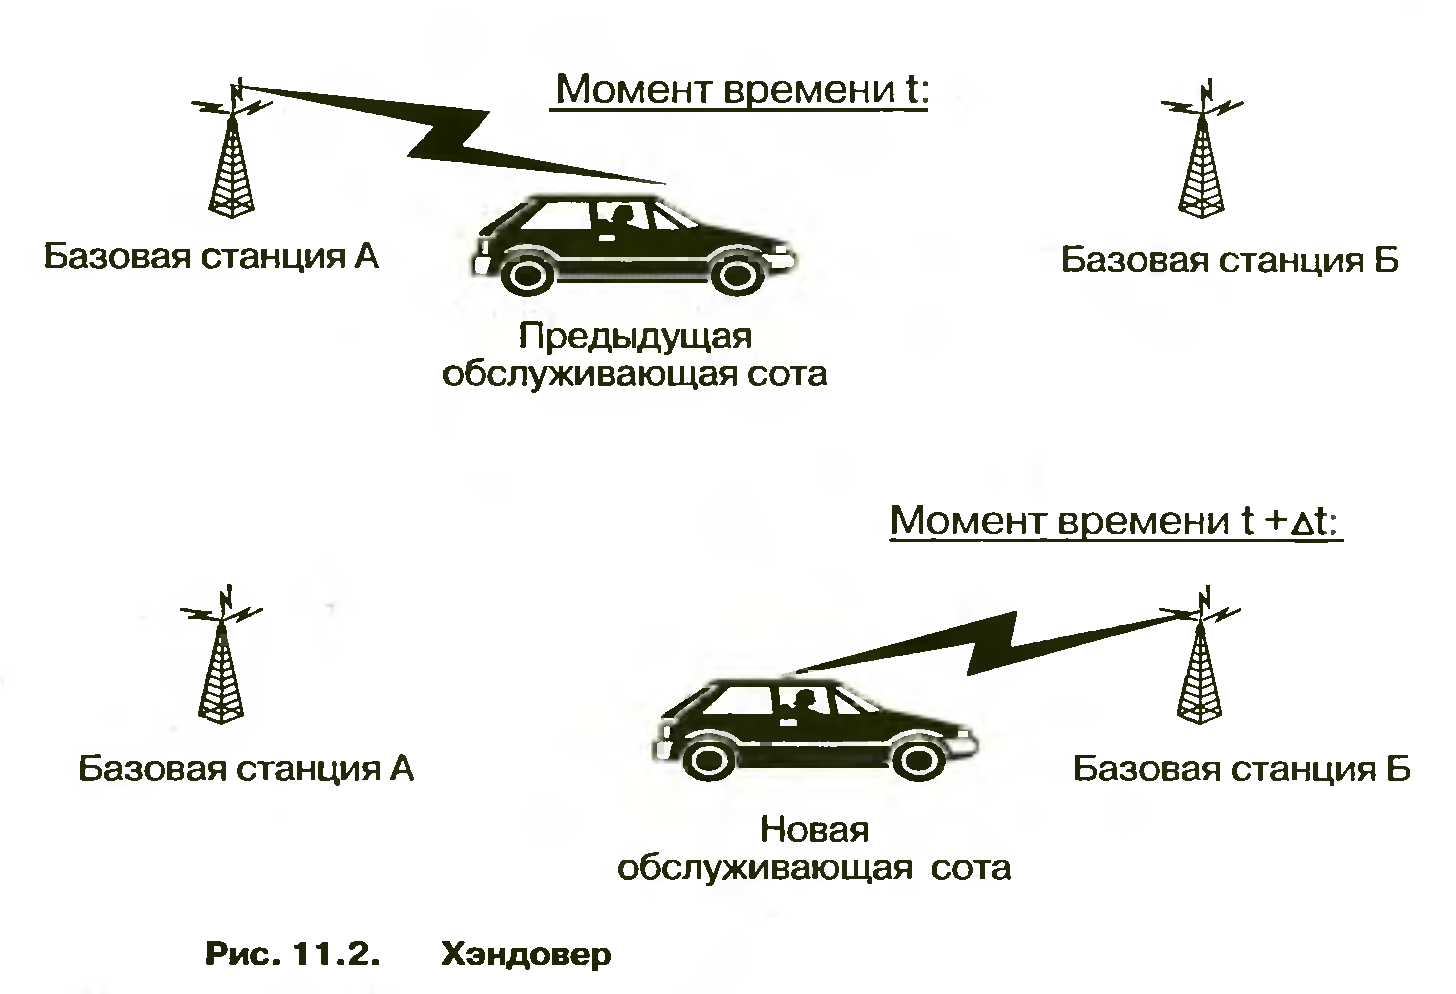 Момент времени t:
Базовая станция А
Базовая станция Б
Предыдущая
обслуживающая сота
Момент времени t +Δt:
Базовая станция А
Базовая станция Б
Новая
обслуживающая сота
Рис. 11.2. Хэндовер